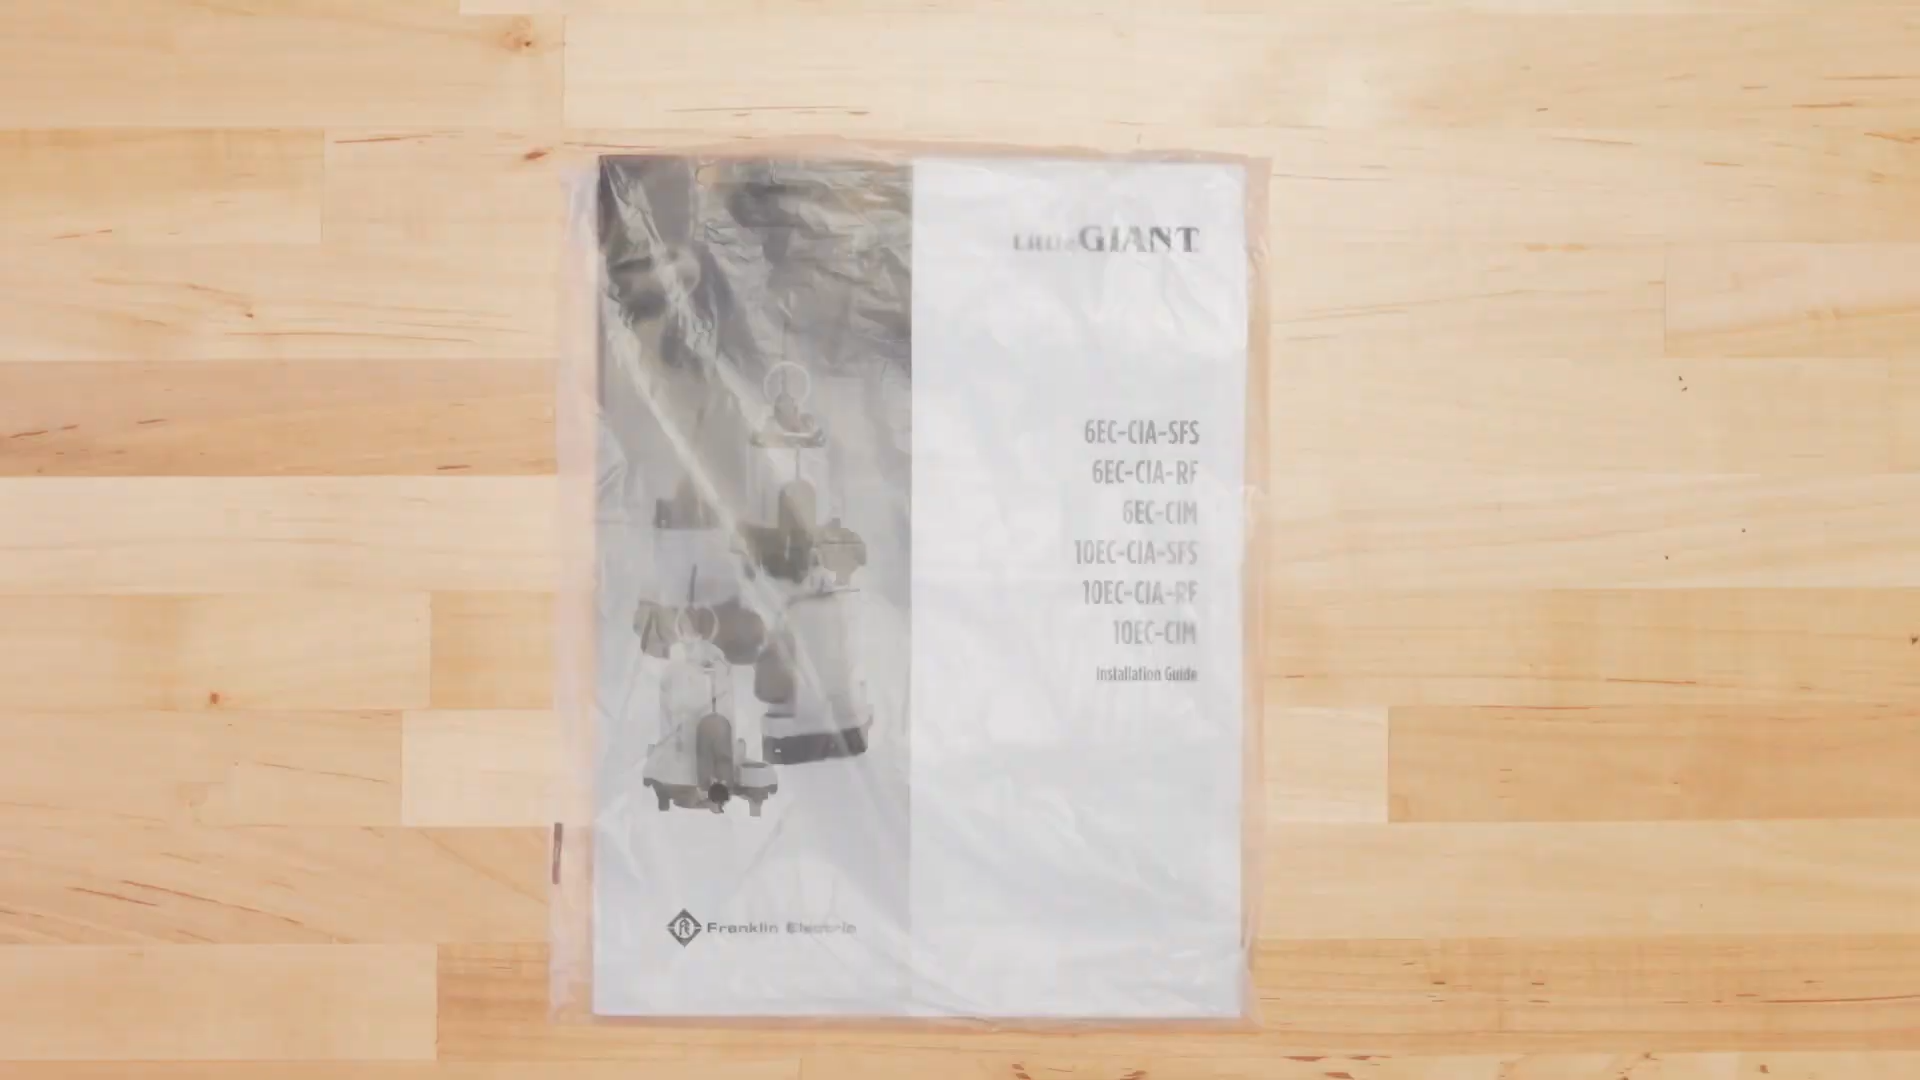 Little GIANT
6EC-CIA-SFS
6EC-CIA-RF
6EC-CIM
10EC-CIA-SFS
10EC-CIA-RF
10EC-CIM
Installation Guide
Franklin Electric